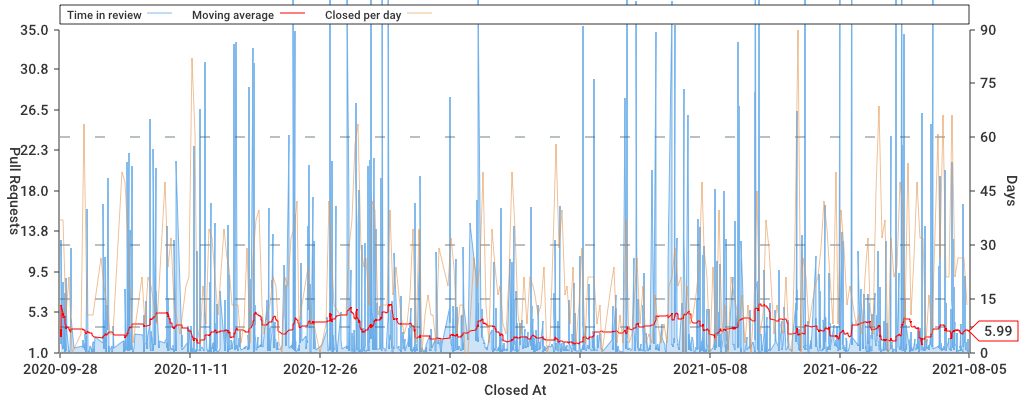 Time in review Moving average Closed per day
35.0 90
30.8 75
26.5 60
22.3
18.0 45
13.8 30
9.5 15
5.3
5.99
1.0 0
Pull Requests
Days
2020-09-28 2020-11-11 2020-12-26 2021-02-08 2021-03-25 2021-05-08 2021-06-22 2021-08-05
Closed At